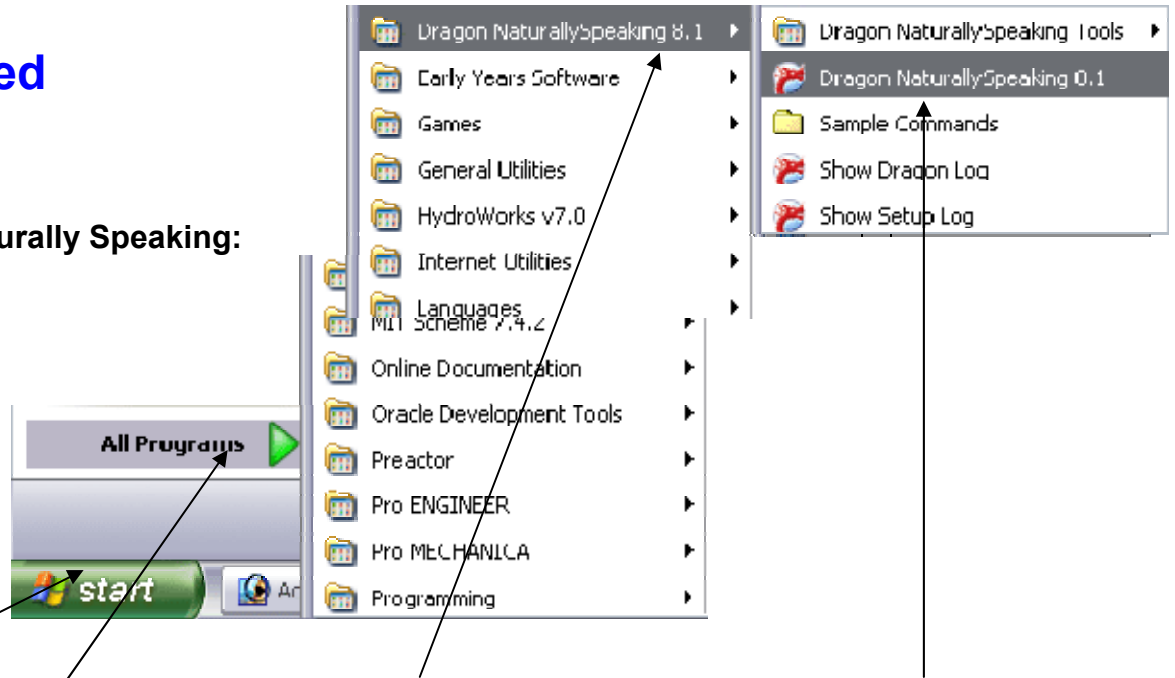 ed
urally Speaking:
Dragon NaturallySpeaking 8.1
Early Years Software
Games
General Utilities
HydroWorks v7.0
Internet Utilities
Languages
MIT Scheme 7.4.2
Online Documentation
Oracle Development Tools
Preactor
Pro ENGINEER
Pro MECHANICA
Programming
Dragon NaturallySpeaking Tools
Dragon NaturallySpeaking 8.1
Sample Commands
Show Dragon Log
Show Setup Log
All Programs
start
Ar